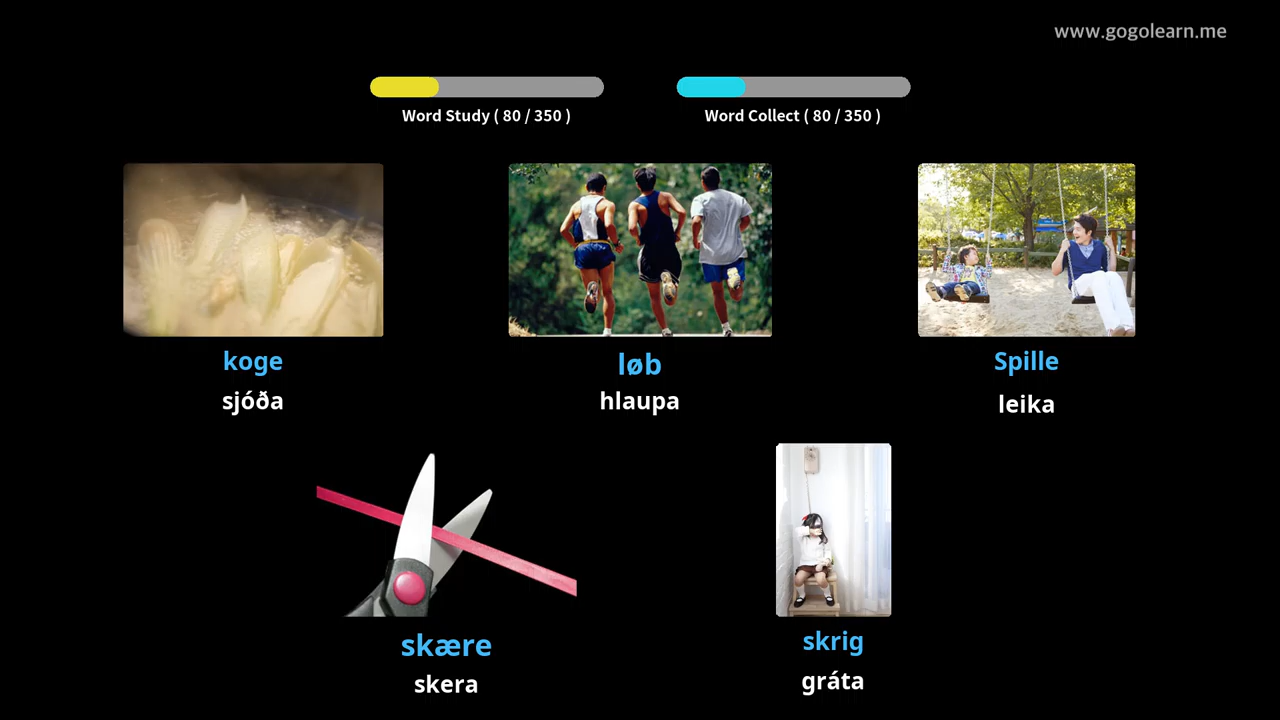 www.gogolearn.me
Word Study ( 80 / 350 )
Word Collect ( 80 / 350 )
koge
sjóða
løb
hlaupa
Spille
leika
skære
skera
skrig
gráta